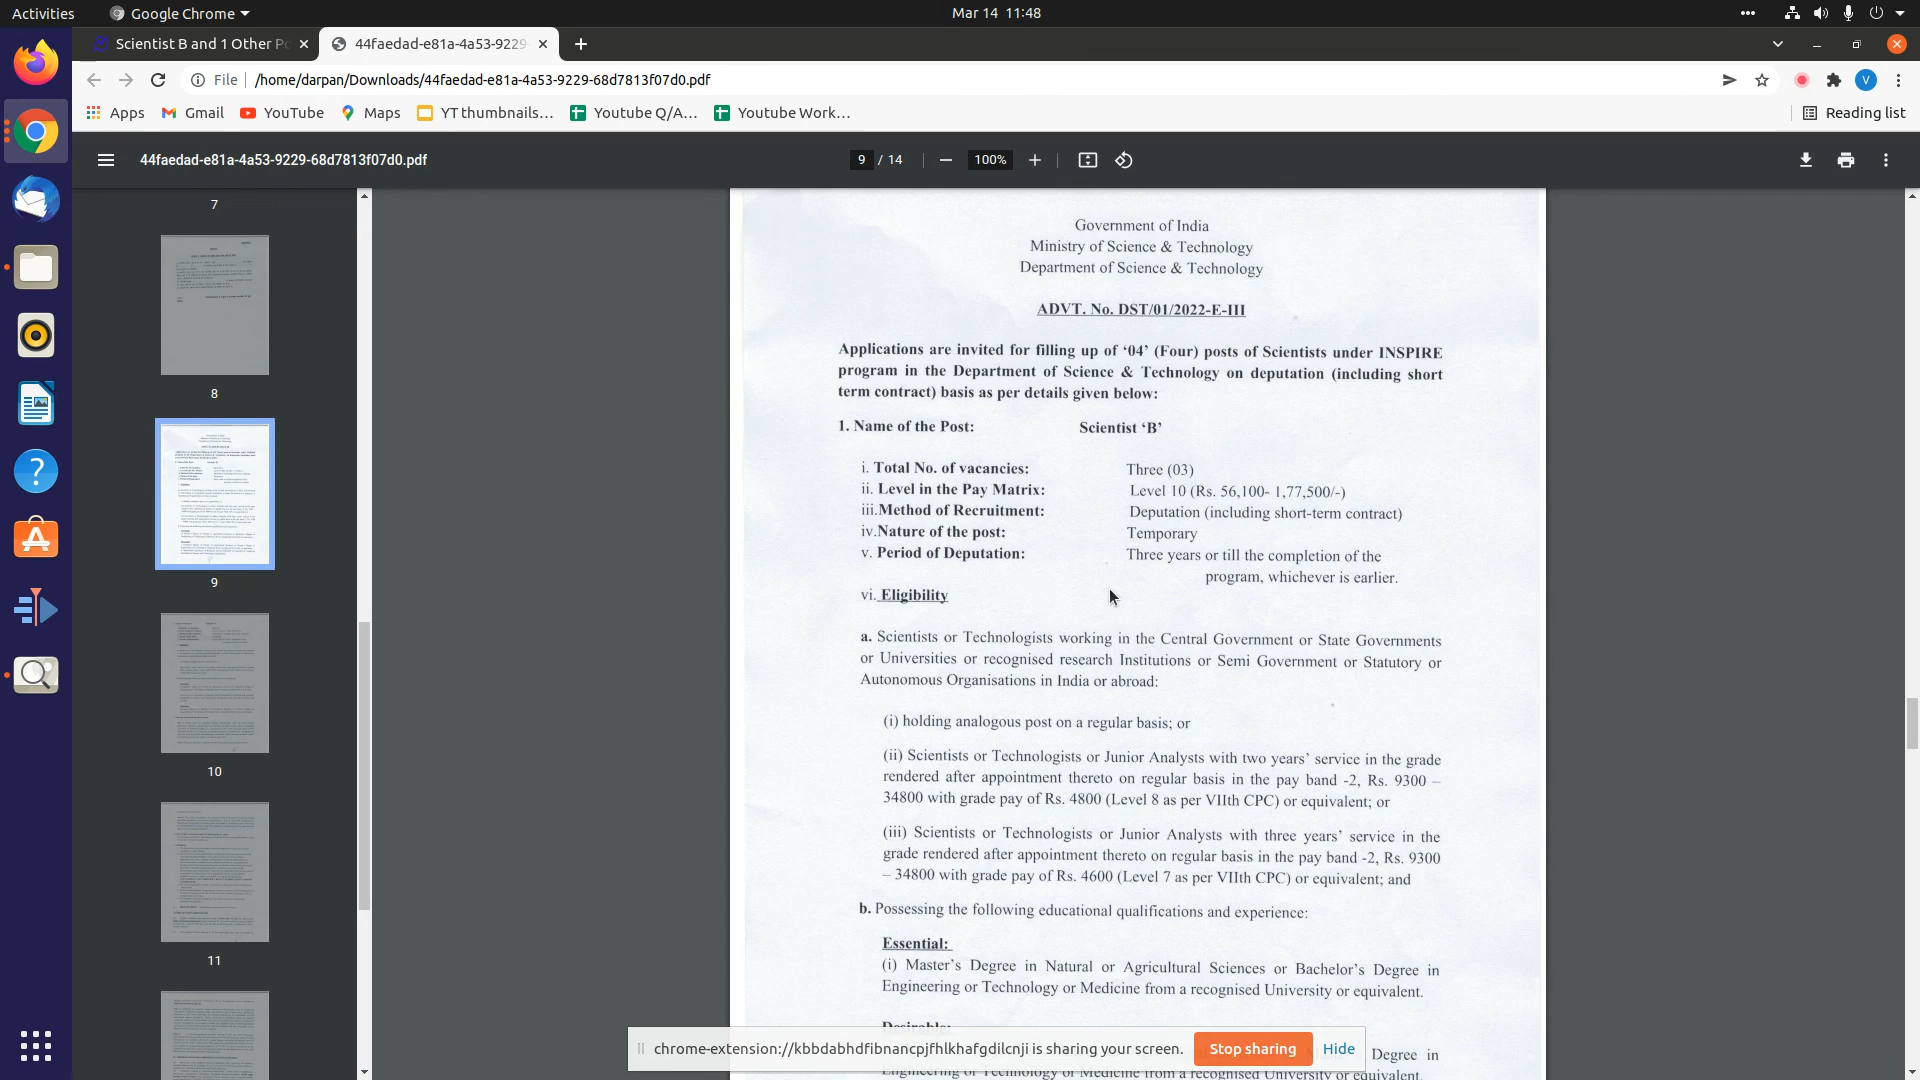 Activities
Google Chrome
Mar 14 11:48
Scientist B and 1 Other Po
44faedad-e81a-4a53-9229-
File
/home/darpan/Downloads/44faedad-e81a-4a53-9229-68d7813f07d0.pdf
V
Apps
Gmail
YouTube
Maps
YT thumbnails...
Youtube Q/A...
Youtube Work...
Reading list
44faedad-e81a-4a53-9229-68d7813f07d0.pdf
9 / 14
100%
7
8
9
10
11
Government of India
Ministry of Science & Technology
Department of Science & Technology
ADVT. No. DST/01/2022-E-III
Applications are invited for filling up of ‘04’ (Four) posts of Scientists under INSPIRE
program in the Department of Science & Technology on deputation (including short
term contract) basis as per details given below:
1. Name of the Post: Scientist ‘B’
i. Total No. of vacancies: Three (03)
ii. Level in the Pay Matrix: Level 10 (Rs. 56,100- 1,77,500/-)
iii.Method of Recruitment: Deputation (including short-term contract)
iv.Nature of the post: Temporary
v. Period of Deputation: Three years or till the completion of the
program, whichever is earlier.
vi. Eligibility
a. Scientists or Technologists working in the Central Government or State Governments
or Universities or recognised research Institutions or Semi Government or Statutory or
Autonomous Organisations in India or abroad:
(i) holding analogous post on a regular basis; or
(ii) Scientists or Technologists or Junior Analysts with two years’ service in the grade
rendered after appointment thereto on regular basis in the pay band -2, Rs. 9300 –
34800 with grade pay of Rs. 4800 (Level 8 as per VIIth CPC) or equivalent; or
(iii) Scientists or Technologists or Junior Analysts with three years’ service in the
grade rendered after appointment thereto on regular basis in the pay band -2, Rs. 9300
– 34800 with grade pay of Rs. 4600 (Level 7 as per VIIth CPC) or equivalent; and
b. Possessing the following educational qualifications and experience:
Essential:
(i) Master’s Degree in Natural or Agricultural Sciences or Bachelor’s Degree in
Engineering or Technology or Medicine from a recognised University or equivalent.
Desirable:
Degree in
Engineering or Technology or Medicine from a recognised University or equivalent.
chrome-extension://kbbdabhdfibnancpjfhlkhafgdilcnji is sharing your screen.
Stop sharing
Hide